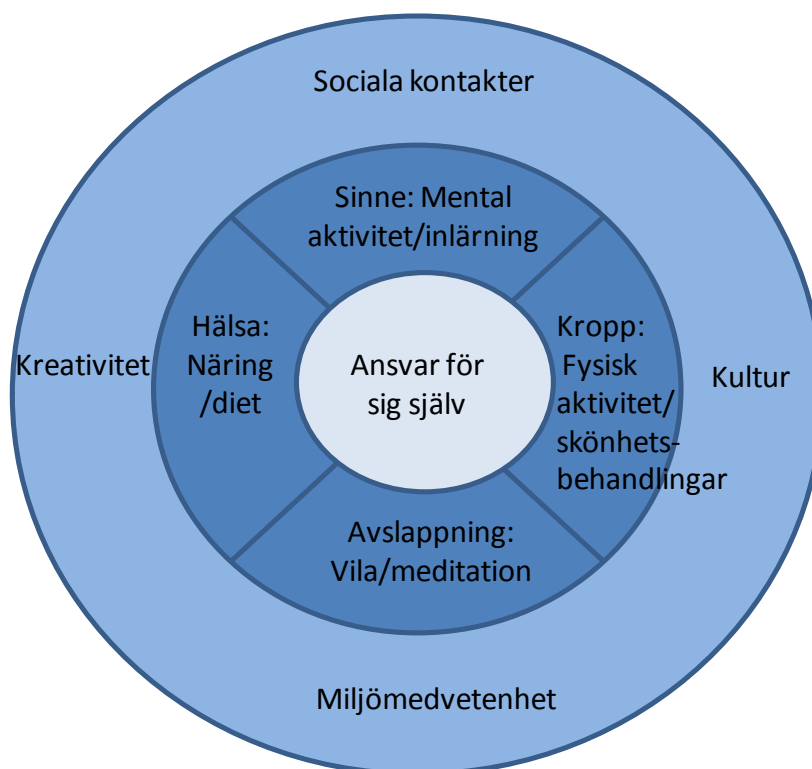 Sociala kontakter
Sinne: Mental
aktivitet/inlärning
Hälsa:
Näring
/diet
Kreativitet
Ansvar för
sig själv
Kropp:
Fysisk
aktivitet/
skönhets-
behandlingar
Kultur
Avslappning:
Vila/meditation
Miljömedvetenhet